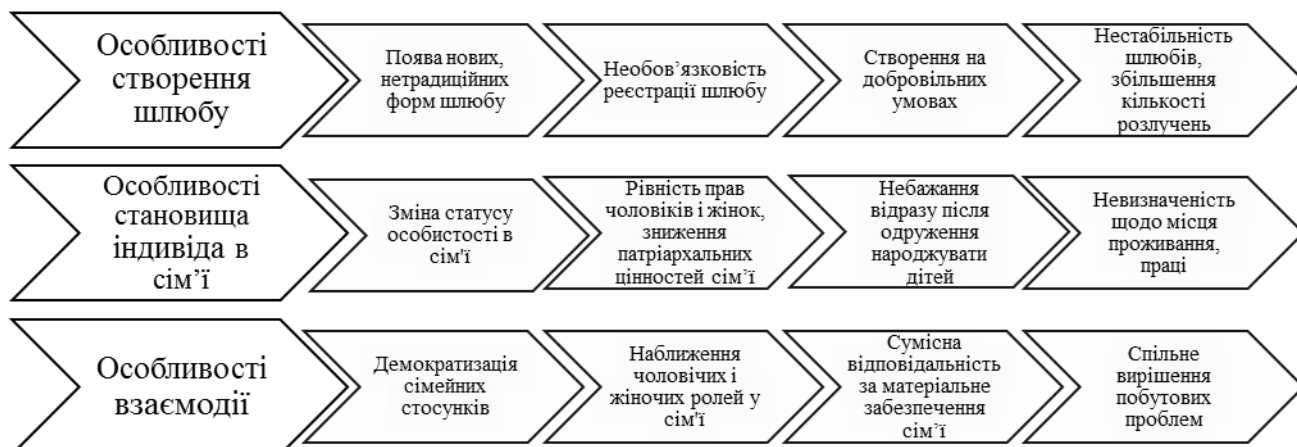 Особливості
створення
шлюбу
Поява нових,
нетрадиційних
форм шлюбу
Необов’язковість
реєстрації шлюбу
Створення на
добровільних
умовах
Нестабільність
шлюбів,
збільшення
кількості
розлучень
Особливості
становища
індивіда в
сім’ї
Зміна статусу
особистості в
сім'ї
Рівність прав
чоловіків і жінок,
зниження
патріархальних
цінностей сім’ї
Небажання
відразу після
одруження
народжувати
дітей
Невизначеність
щодо місця
проживання,
праці
Особливості
взаємодії
Демократизація
сімейних
стосунків
Наближення
чоловічих і
жіночих ролей у
сім'ї
Сумісна
відповідальність
за матеріальне
забезпечення
сім’ї
Спільне
вирішення
побутових
проблем